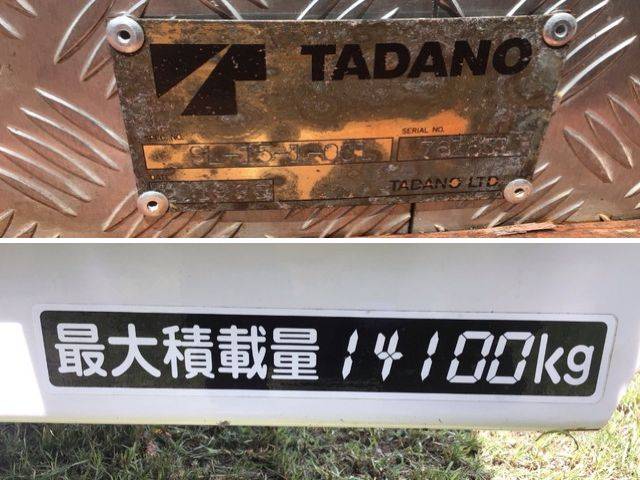 TADANO
SERIAL NO.
TADANO LTD.
最大積載量 14100kg